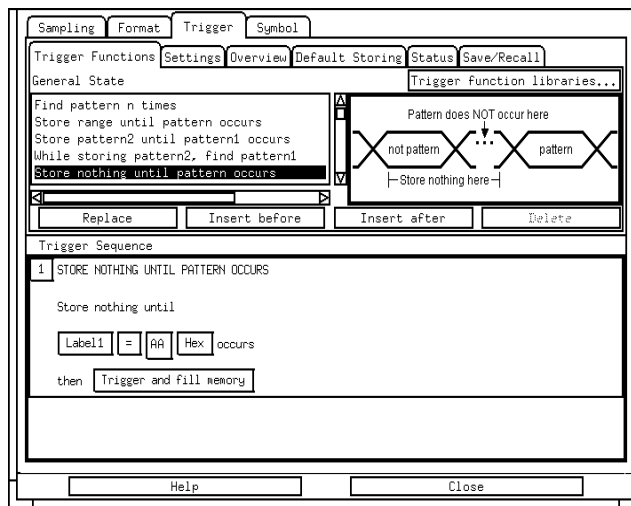 Sampling Format Trigger Symbol
Trigger Functions Settings Overview Default Storing Status Save/Recall
General State
Trigger function libraries...
Find pattern n times
Store range until pattern occurs
Store pattern2 until pattern1 occurs
While storing pattern2, find pattern1
Store nothing until pattern occurs
Pattern does NOT occur here
not pattern ... pattern
Store nothing here
Replace Insert before Insert after Delete
Trigger Sequence
1 STORE NOTHING UNTIL PATTERN OCCURS
Store nothing until
Label1 = AA Hex occurs
then Trigger and fill memory
Help Close